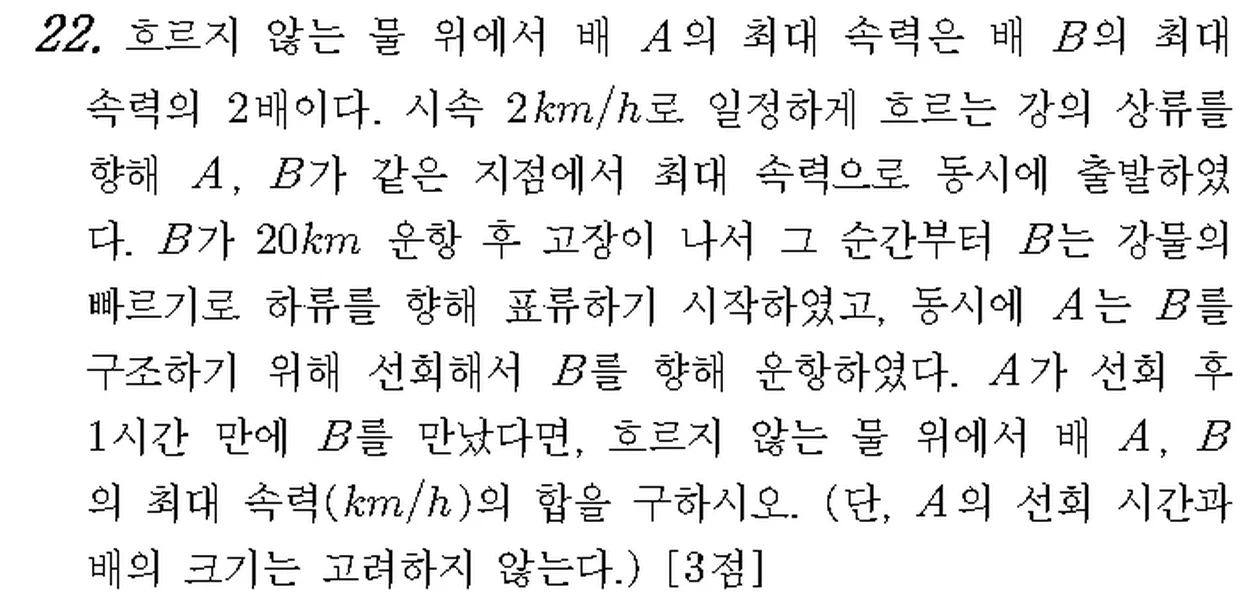 22. 흐르지 않는 물 위에서 배 A의 최대 속력은 배 B의 최대
속력의 2배이다. 시속 2km/h로 일정하게 흐르는 강의 상류를
향해 A, B가 같은 지점에서 최대 속력으로 동시에 출발하였
다. B가 20km 운항 후 고장이 나서 그 순간부터 B는 강물의
빠르기로 하류를 향해 표류하기 시작하였고, 동시에 A는 B를
구조하기 위해 선회해서 B를 향해 운항하였다. A가 선회 후
1시간 만에 B를 만났다면, 흐르지 않는 물 위에서 배 A, B
의 최대 속력(km/h)의 합을 구하시오. (단, A의 선회 시간과
배의 크기는 고려하지 않는다.) [3점]